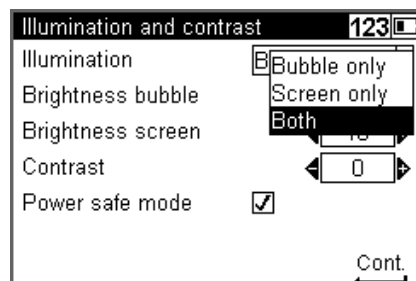 Illumination and contrast 123
Illumination B
Bubble only
Screen only
Both
Brightness bubble
Brightness screen
Contrast 0
Power safe mode
Cont.